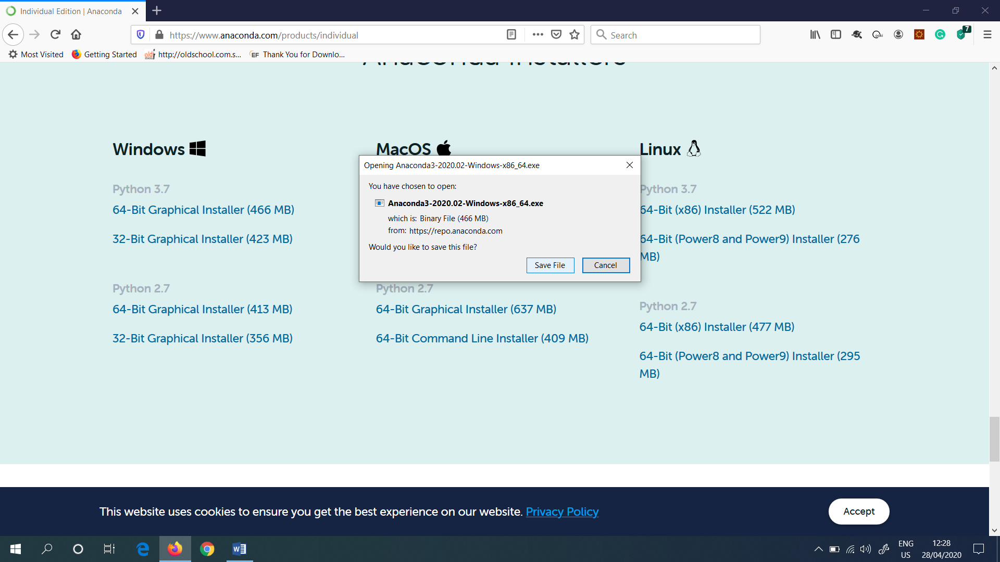 Individual Edition | Anaconda
https://www.anaconda.com/products/individual
Search
7
Most Visited
Getting Started
http://oldschool.com.s...
EF Thank You for Downlo...
Anaconda Installers
Windows
Python 3.7
64-Bit Graphical Installer (466 MB)
32-Bit Graphical Installer (423 MB)
Python 2.7
64-Bit Graphical Installer (413 MB)
32-Bit Graphical Installer (356 MB)
MacOS
Opening Anaconda3-2020.02-Windows-x86_64.exe
You have chosen to open:
Anaconda3-2020.02-Windows-x86_64.exe
which is: Binary File (466 MB)
from: https://repo.anaconda.com
Would you like to save this file?
Save File
Cancel
Python 2.7
64-Bit Graphical Installer (637 MB)
64-Bit Command Line Installer (409 MB)
Linux
Python 3.7
64-Bit (x86) Installer (522 MB)
64-Bit (Power8 and Power9) Installer (276
MB)
Python 2.7
64-Bit (x86) Installer (477 MB)
64-Bit (Power8 and Power9) Installer (295
MB)
This website uses cookies to ensure you get the best experience on our website. Privacy Policy
Accept
ENG
US
12:28
28/04/2020